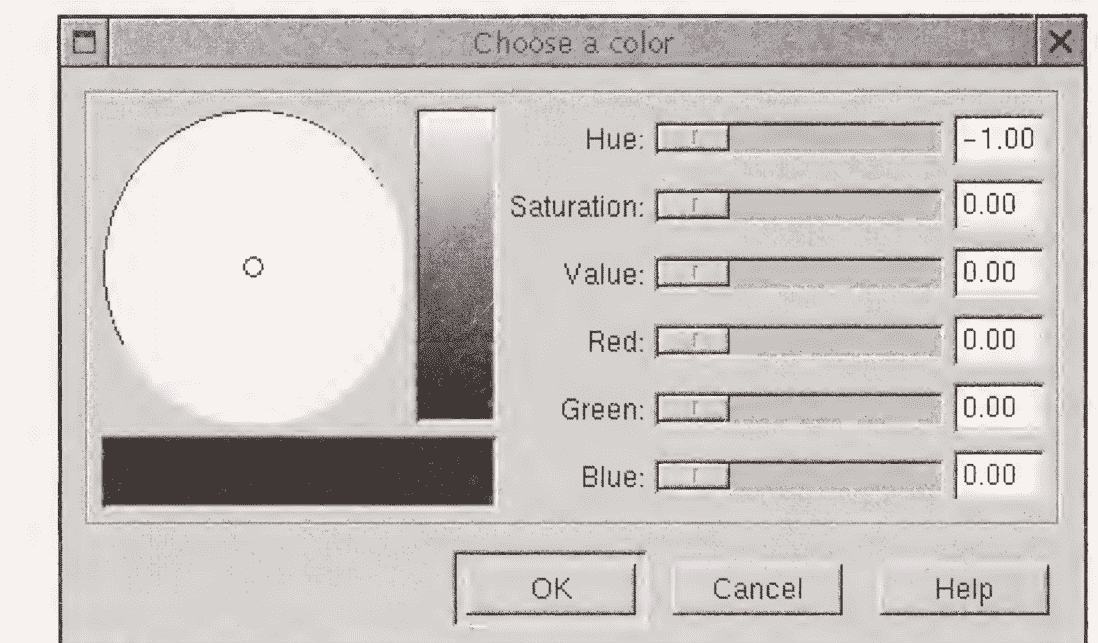 Choose a color
Hue: -1.00
Saturation: 0.00
Value: 0.00
Red: 0.00
Green: 0.00
Blue: 0.00
OK Cancel Help